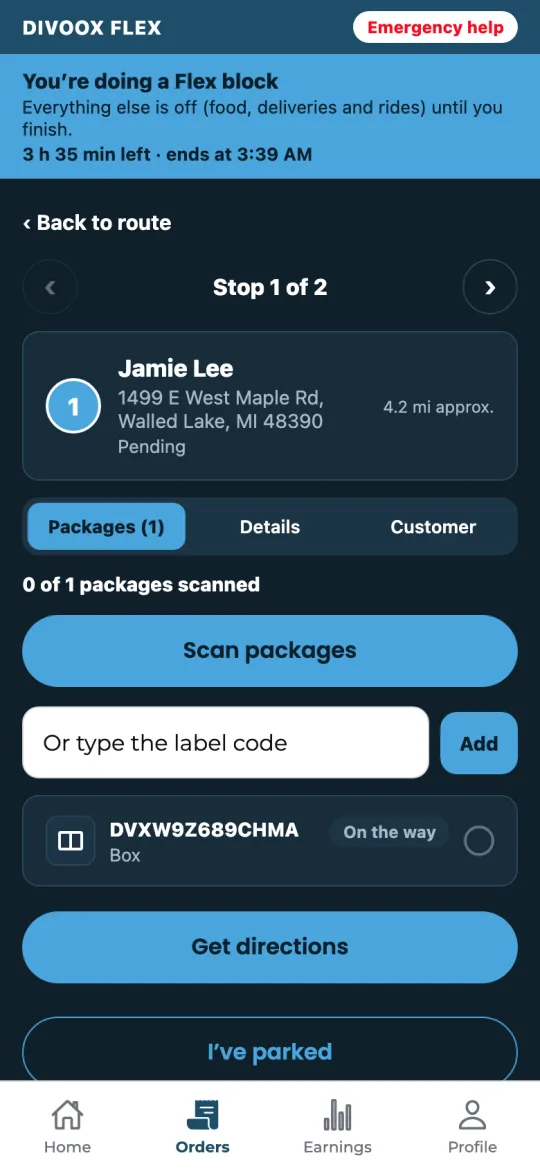 DIVOOX FLEX
Emergency help
You’re doing a Flex block
Everything else is off (food, deliveries and rides) until you
finish.
3 h 35 min left · ends at 3:39 AM
‹ Back to route
‹
Stop 1 of 2
›
1
Jamie Lee
1499 E West Maple Rd,
Walled Lake, MI 48390
Pending
4.2 mi approx.
Packages (1)
Details
Customer
0 of 1 packages scanned
Scan packages
Or type the label code
Add
DVXW9Z689CHMA
Box
On the way
Get directions
I’ve parked
Home
Orders
Earnings
Profile